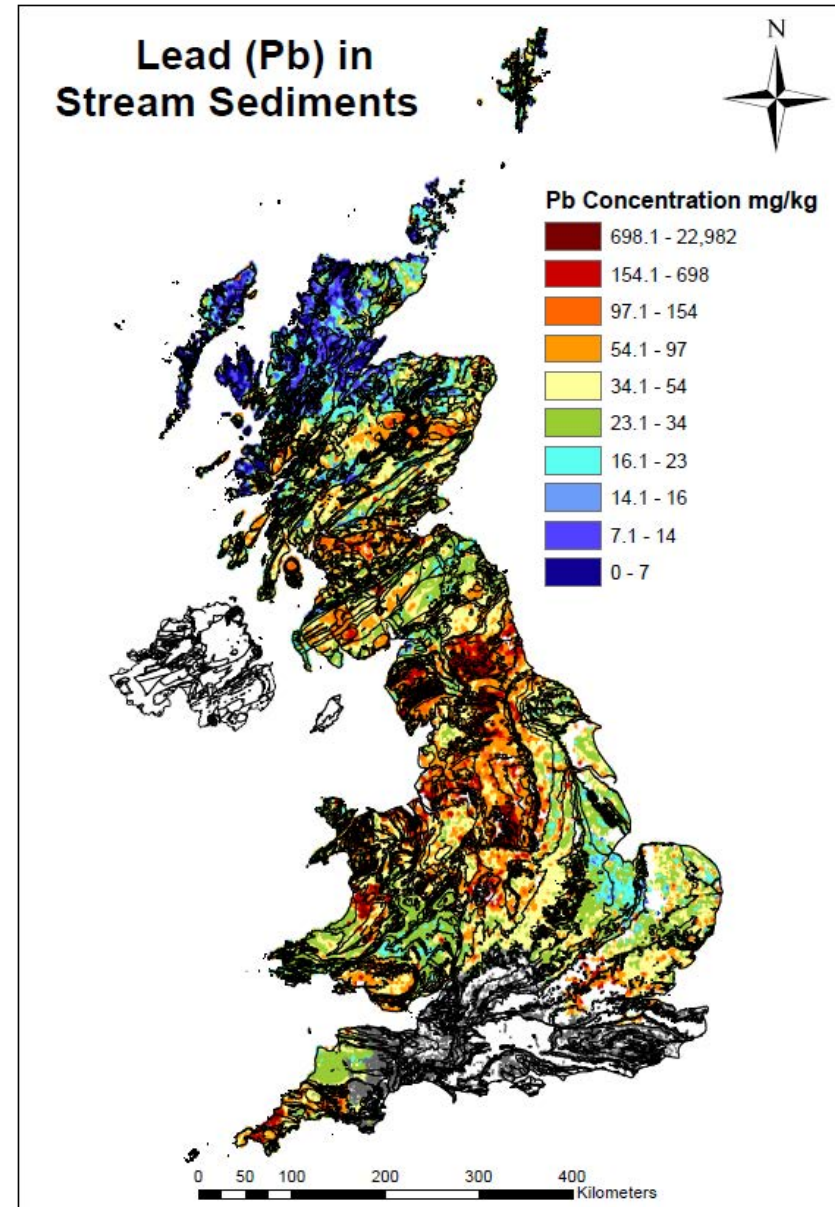 Lead (Pb) in
Stream Sediments
N
Pb Concentration mg/kg
698.1 - 22,982
154.1 - 698
97.1 - 154
54.1 - 97
34.1 - 54
23.1 - 34
16.1 - 23
14.1 - 16
7.1 - 14
0 - 7
0 50 100 200 300 400
Kilometers